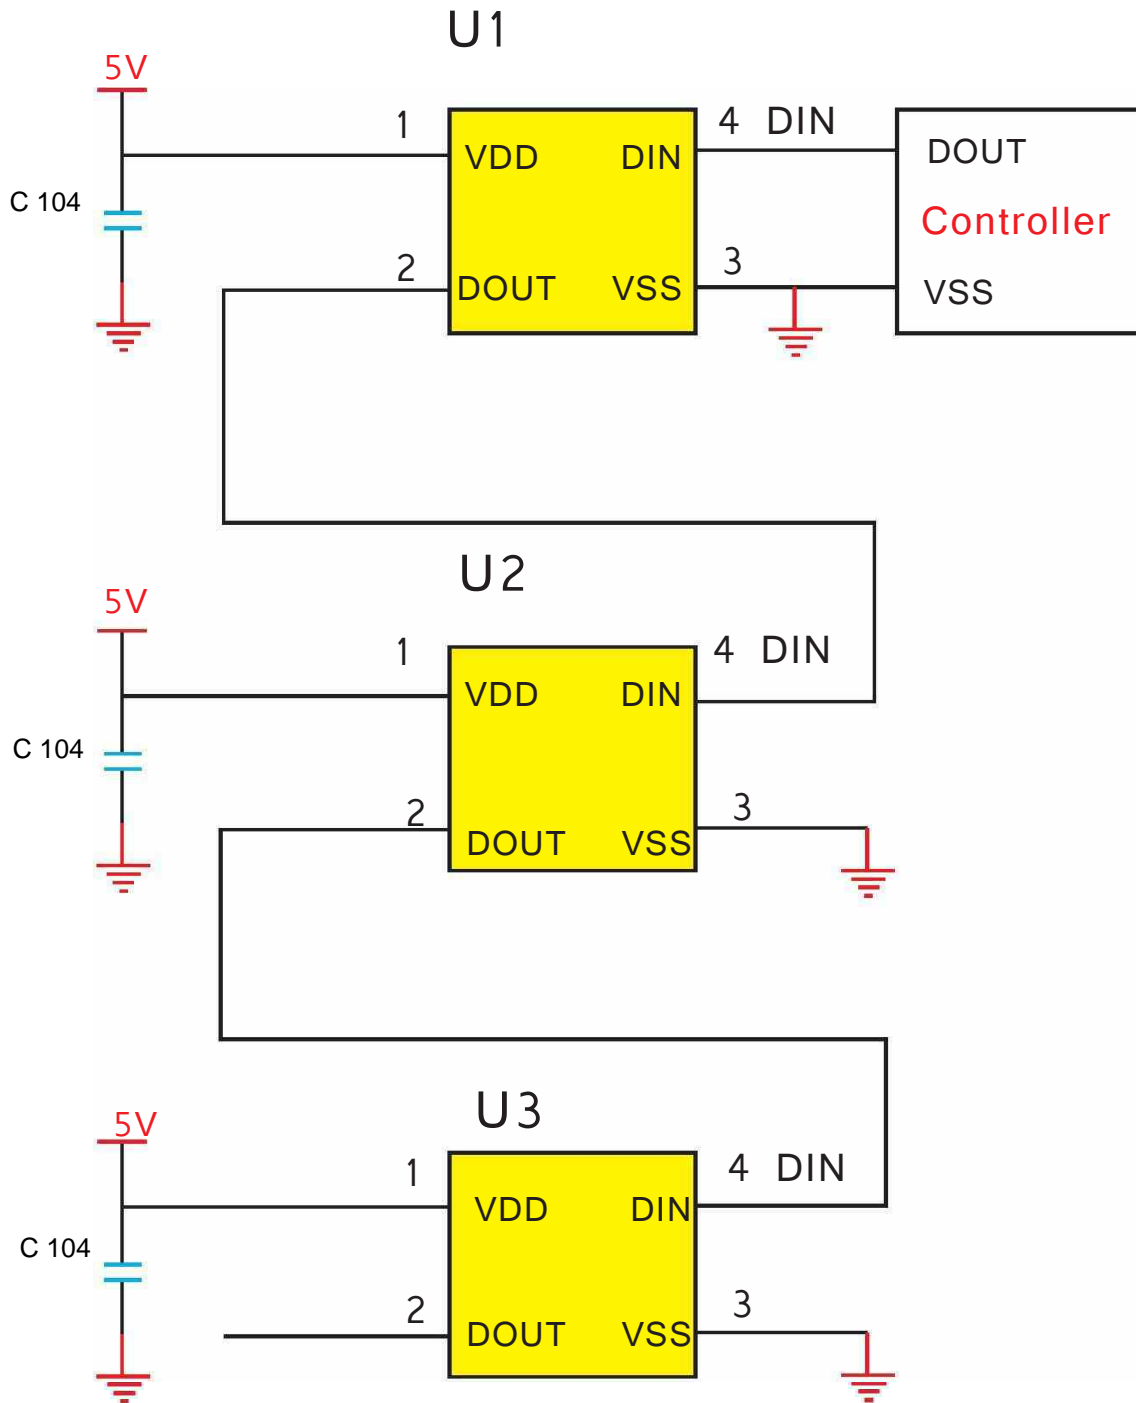 U1
5V
1
4 DIN
VDD
DIN
DOUT
C 104
Controller
2
3
DOUT
VSS
VSS
U2
5V
1
4 DIN
VDD
DIN
C 104
2
3
DOUT
VSS
U3
5V
1
4 DIN
VDD
DIN
C 104
2
3
DOUT
VSS